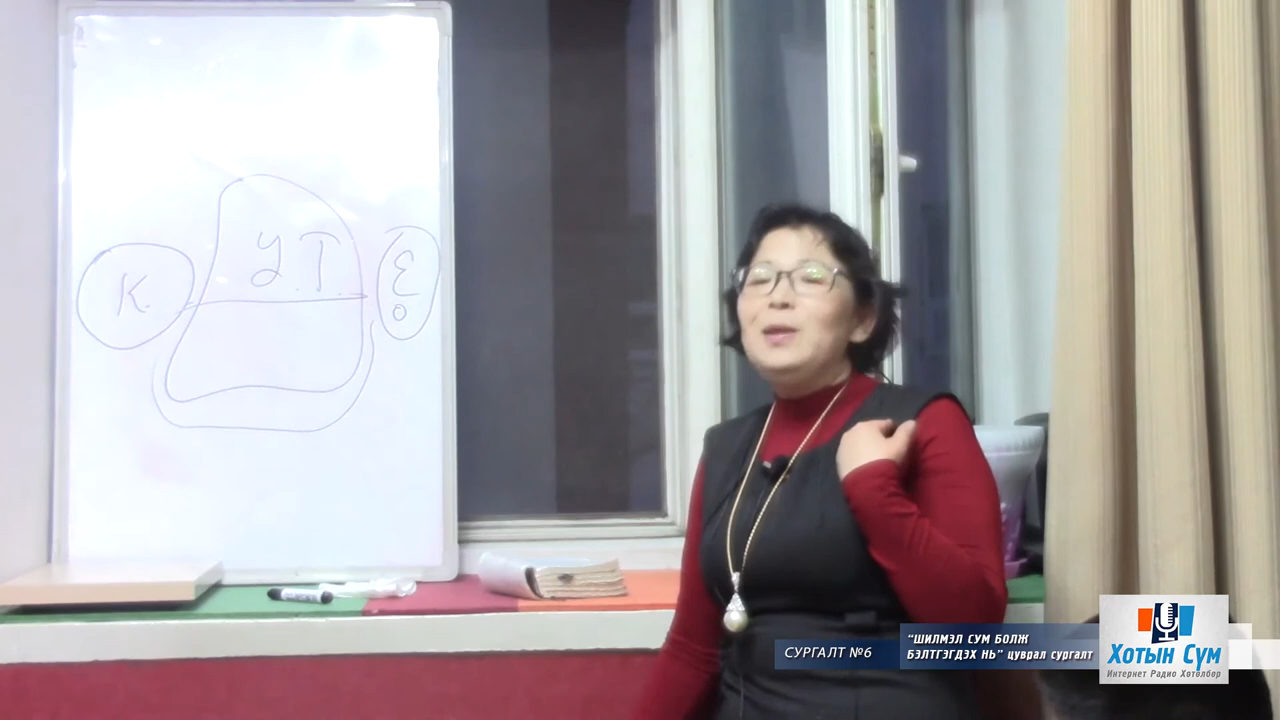 К.
У.Т.
СУРГАЛТ №6
"ШИЛМЭЛ СУМ БОЛЖ
БЭЛТГЭГДЭХ НЬ" цуврал сургалт
Хотын Сум
Интернет Радио Хөтөлбөр